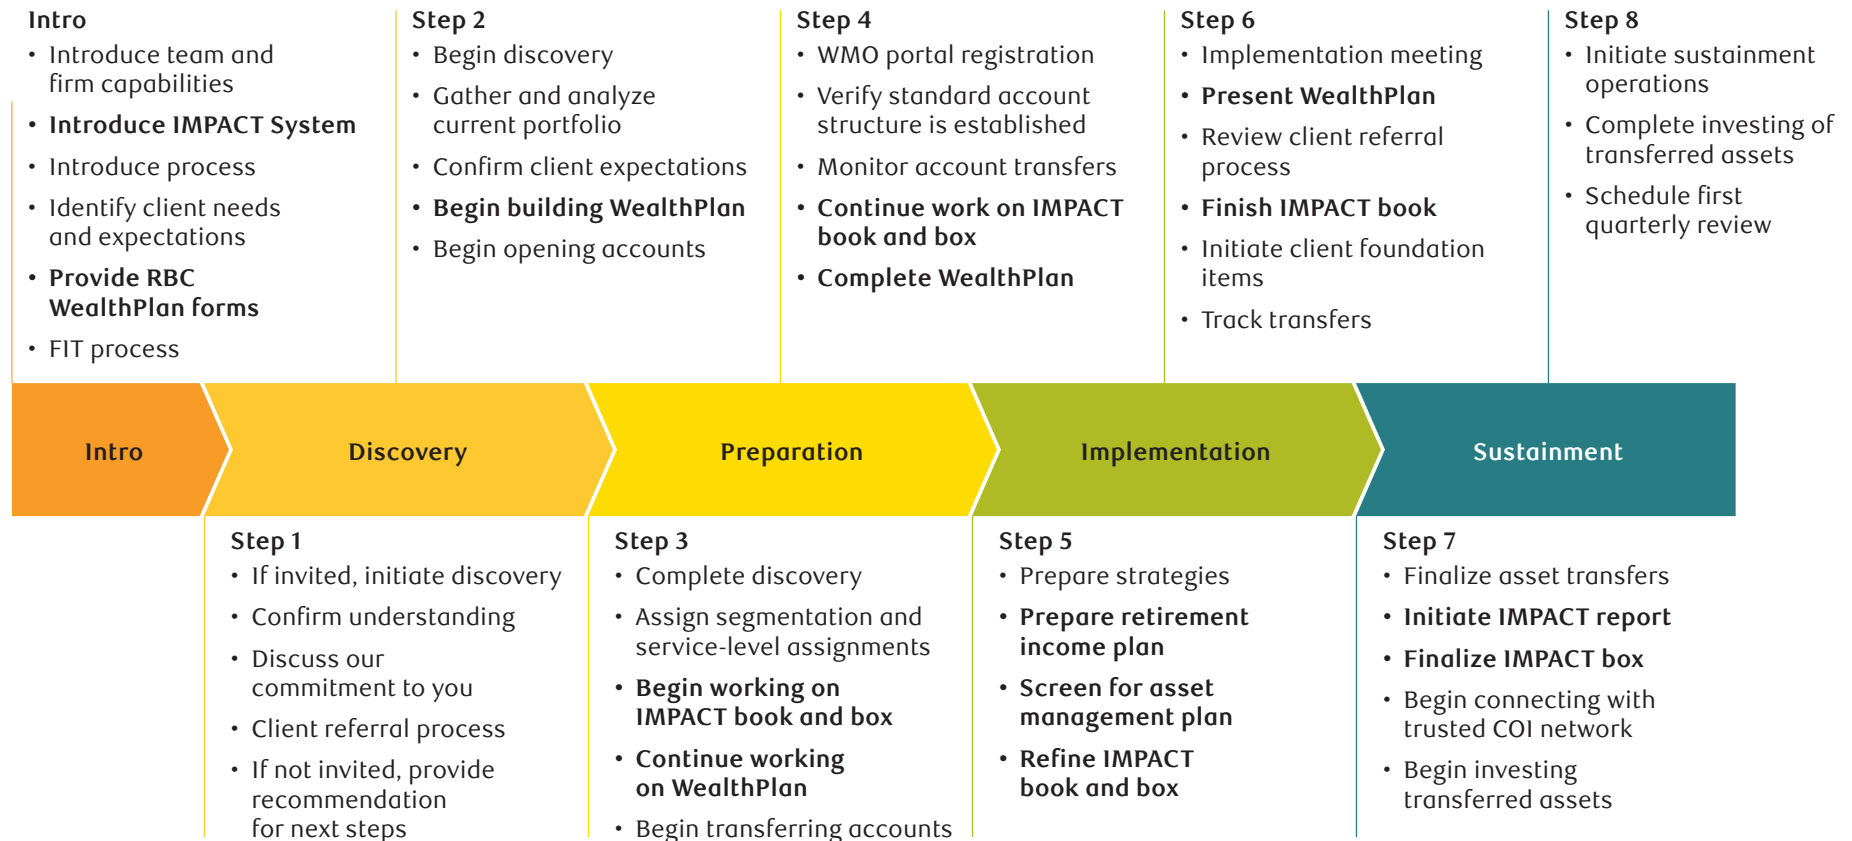 Intro
• Introduce team and
firm capabilities
• Introduce IMPACT System
• Introduce process
• Identify client needs
and expectations
• Provide RBC
WealthPlan forms
• FIT process
Step 2
• Begin discovery
• Gather and analyze
current portfolio
• Confirm client expectations
• Begin building WealthPlan
• Begin opening accounts
Step 4
• WMO portal registration
• Verify standard account
structure is established
• Monitor account transfers
• Continue work on IMPACT
book and box
• Complete WealthPlan
Step 6
• Implementation meeting
• Present WealthPlan
• Review client referral
process
• Finish IMPACT book
• Initiate client foundation
items
• Track transfers
Step 8
• Initiate sustainment
operations
• Complete investing of
transferred assets
• Schedule first
quarterly review
Intro
Discovery
Preparation
Implementation
Sustainment
Step 1
• If invited, initiate discovery
• Confirm understanding
• Discuss our
commitment to you
• Client referral process
• If not invited, provide
recommendation
for next steps
Step 3
• Complete discovery
• Assign segmentation and
service-level assignments
• Begin working on
IMPACT book and box
• Continue working
on WealthPlan
• Begin transferring accounts
Step 5
• Prepare strategies
• Prepare retirement
income plan
• Screen for asset
management plan
• Refine IMPACT
book and box
Step 7
• Finalize asset transfers
• Initiate IMPACT report
• Finalize IMPACT box
• Begin connecting with
trusted COI network
• Begin investing
transferred assets